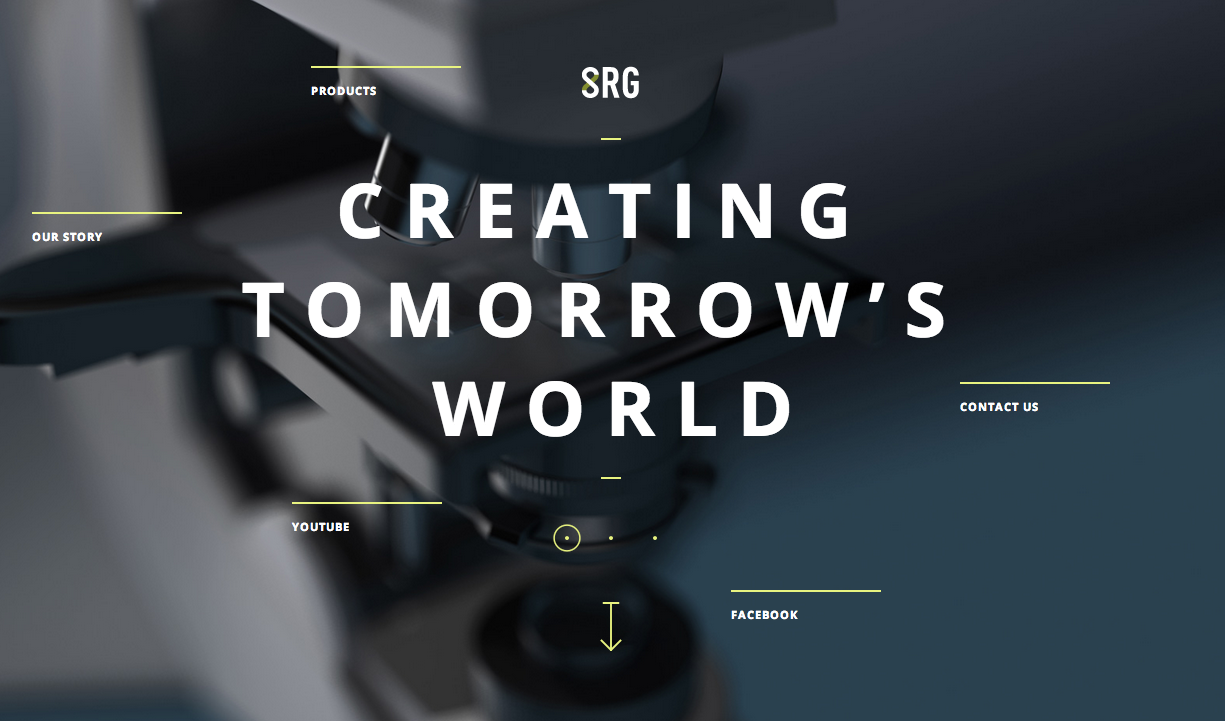 PRODUCTS
SRG
OUR STORY
CREATING
TOMORROW’S
WORLD
CONTACT US
YOUTUBE
FACEBOOK